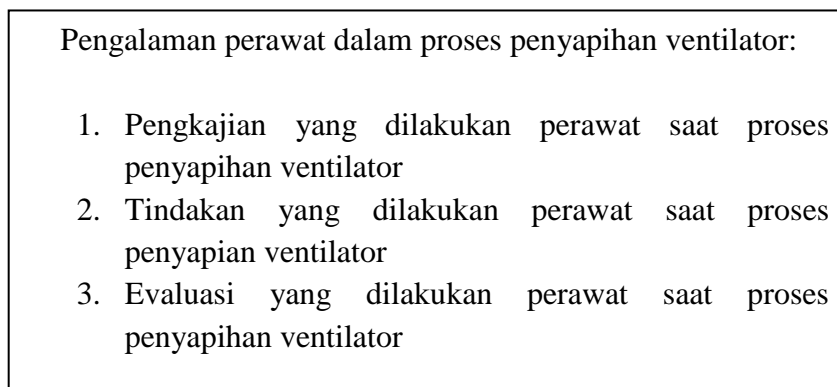 Pengalaman perawat dalam proses penyapihan ventilator:
1. Pengkajian yang dilakukan perawat saat proses
penyapihan ventilator
2. Tindakan yang dilakukan perawat saat proses
penyapian ventilator
3. Evaluasi yang dilakukan perawat saat proses
penyapihan ventilator